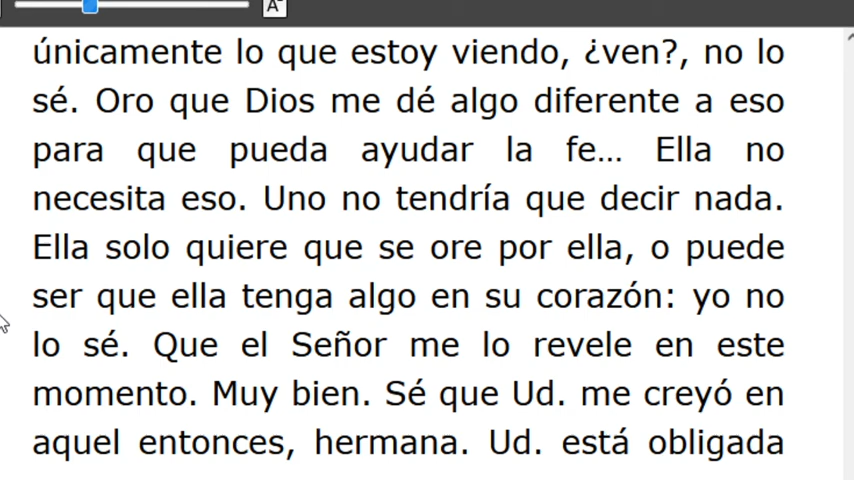 A
únicamente lo que estoy viendo, ¿ven?, no lo
sé. Oro que Dios me dé algo diferente a eso
para que pueda ayudar la fe... Ella no
necesita eso. Uno no tendría que decir nada.
Ella solo quiere que se ore por ella, o puede
ser que ella tenga algo en su corazón: yo no
lo sé. Que el Señor me lo revele en este
momento. Muy bien. Sé que Ud. me creyó en
aquel entonces, hermana. Ud. está obligada